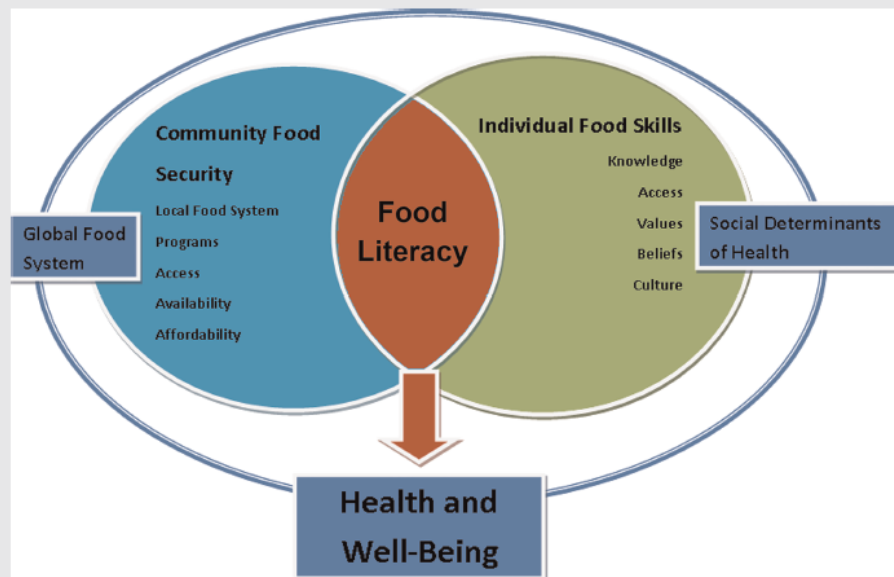 Community Food
Security
Local Food System
Programs
Access
Availability
Affordability
Food
Literacy
Individual Food Skills
Knowledge
Access
Values
Beliefs
Culture
Global Food
System
Social Determinants
of Health
Health and
Well-Being